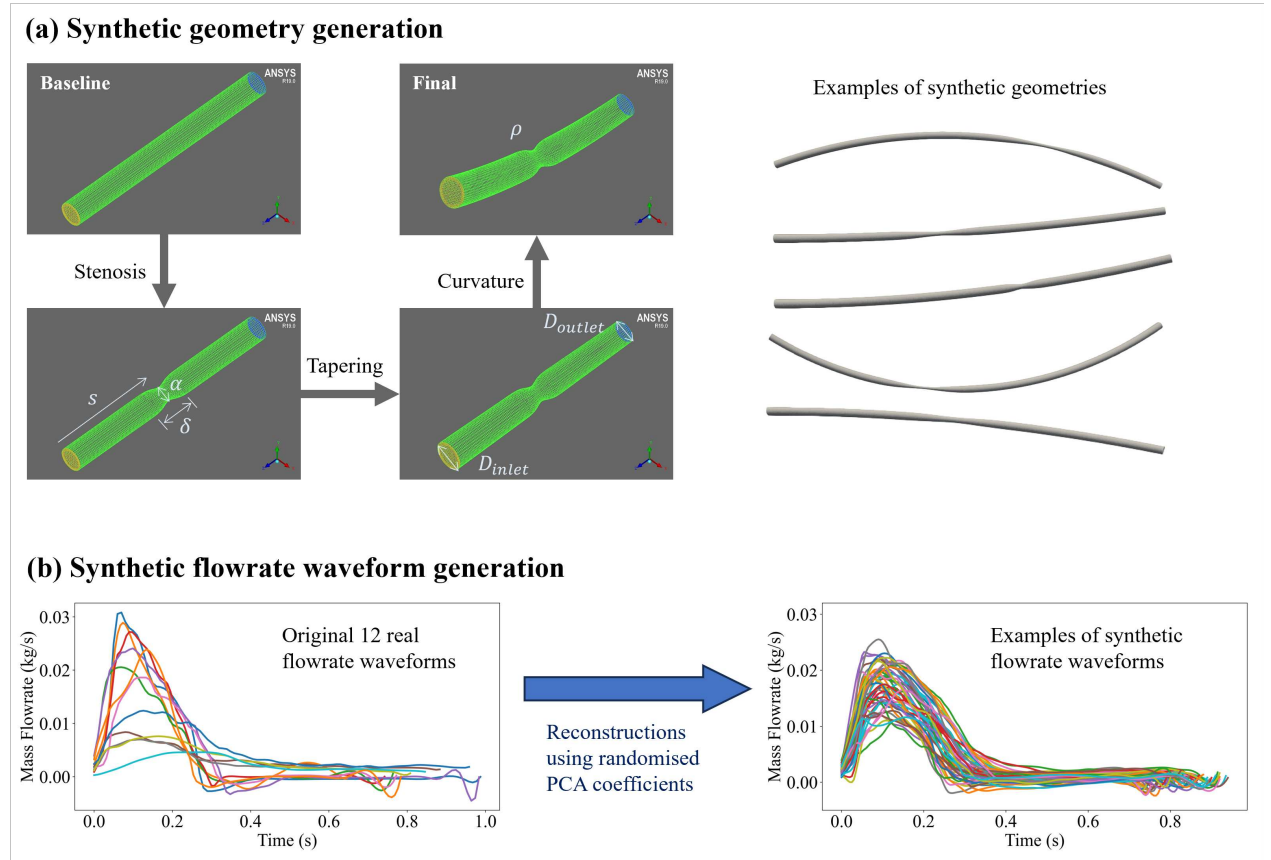 (a) Synthetic geometry generation
Baseline
ANSYS
R19.0
Final
ρ
ANSYS
R19.0
Examples of synthetic geometries
Stenosis
Curvature
ANSYS
R19.0
s
α
δ
Tapering
ANSYS
R19.0
D_outlet
D_inlet
(b) Synthetic flowrate waveform generation
Mass Flowrate (kg/s)
0.03
0.02
0.01
0.00
Original 12 real
flowrate waveforms
0.0 0.2 0.4 0.6 0.8 1.0
Time (s)
Reconstructions
using randomised
PCA coefficients
Mass Flowrate (kg/s)
0.03
0.02
0.01
0.00
Examples of synthetic
flowrate waveforms
0.0 0.2 0.4 0.6 0.8
Time (s)